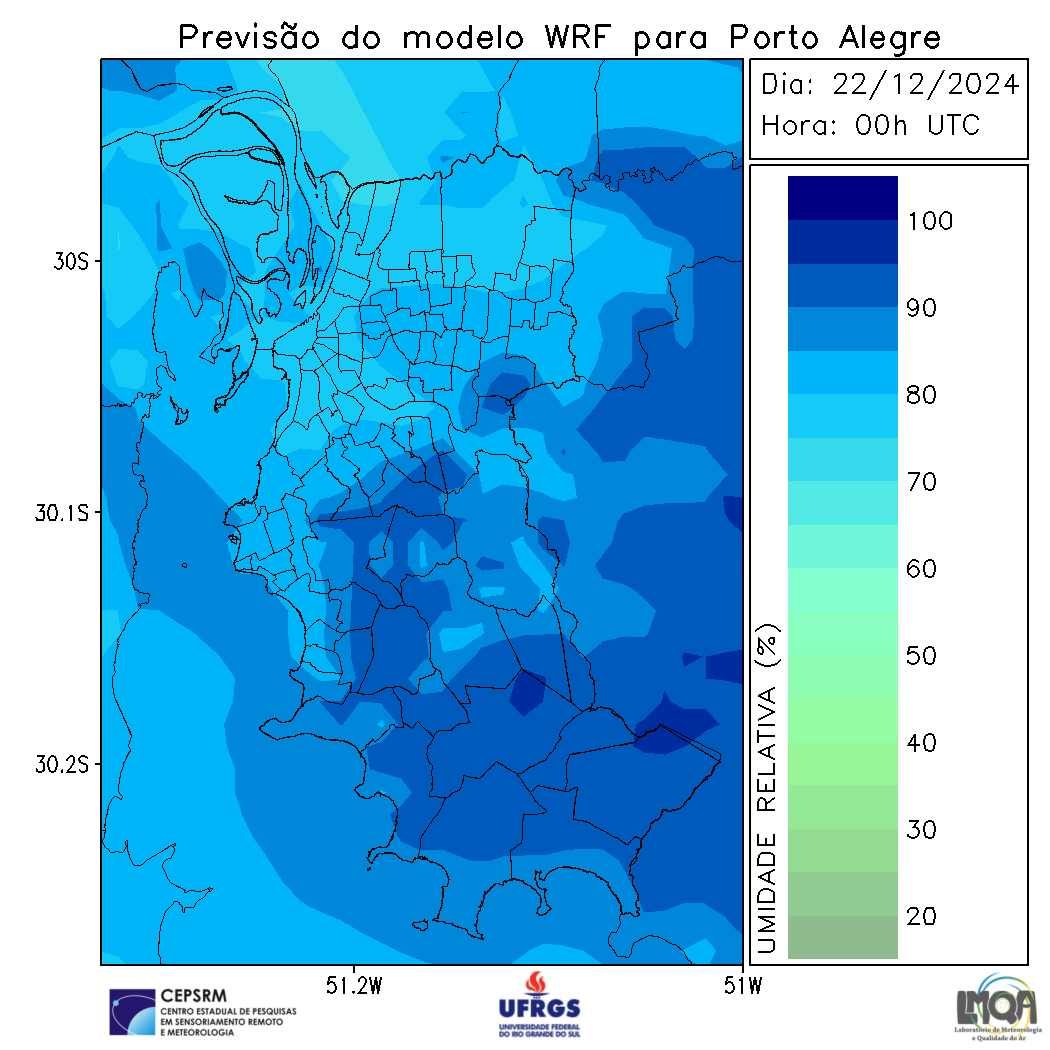 Previsão do modelo WRF para Porto Alegre
Dia: 22/12/2024
Hora: 00h UTC
100
90
80
70
60
50
40
30
20
UMIDADE RELATIVA (%)
30S
30.1S
30.2S
51.2W
51W
CEPSRM
CENTRO ESTADUAL DE PESQUISAS
EM SENSORIAMENTO REMOTO
E METEOROLOGIA
UFRGS
UNIVERSIDADE FEDERAL
DO RIO GRANDE DO SUL
LMQA
Laboratório de Meteorologia
e Qualidade do Ar